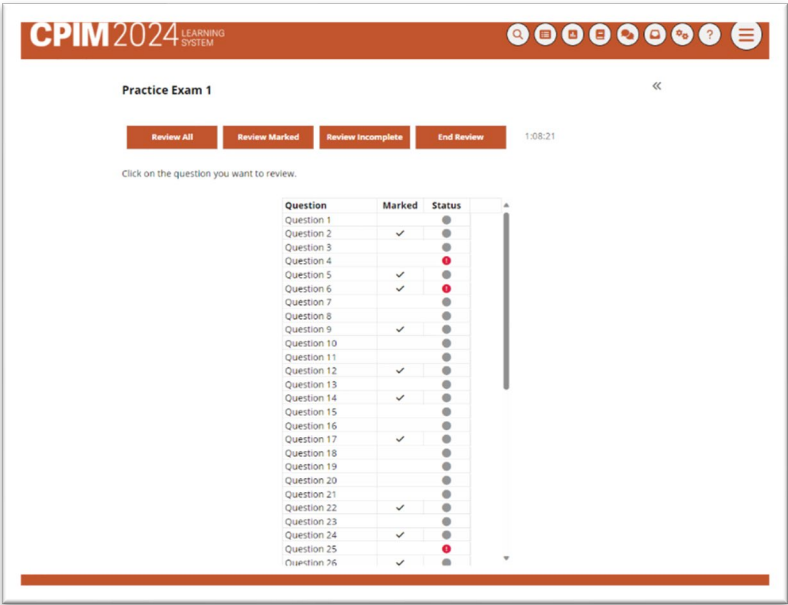 CPIM 2024 LEARNING SYSTEM
?
Practice Exam 1
Review All Review Marked Review Incomplete End Review 1:08:21
Click on the question you want to review.
Question Marked Status
Question 1
Question 2
Question 3
Question 4
Question 5
Question 6
Question 7
Question 8
Question 9
Question 10
Question 11
Question 12
Question 13
Question 14
Question 15
Question 16
Question 17
Question 18
Question 19
Question 20
Question 21
Question 22
Question 23
Question 24
Question 25
Question 26